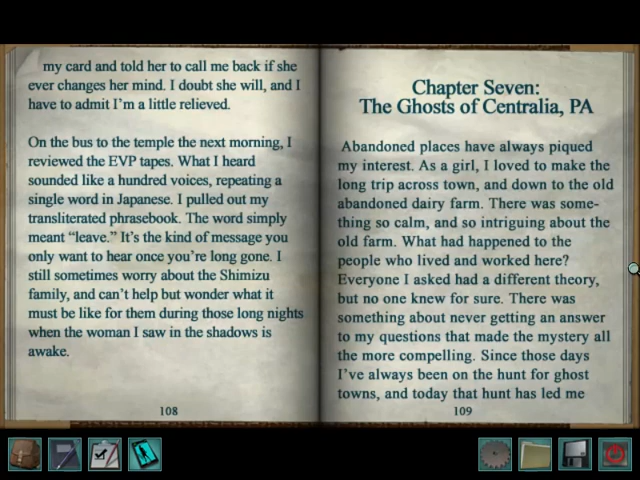 my card and told her to call me back if she
ever changes her mind. I doubt she will, and I
have to admit I'm a little relieved.
On the bus to the temple the next morning, I
reviewed the EVP tapes. What I heard
sounded like a hundred voices, repeating a
single word in Japanese. I pulled out my
transliterated phrasebook. The word simply
meant “leave.” It's the kind of message you
only want to hear once you're long gone. I
still sometimes worry about the Shimizu
family, and can't help but wonder what it
must be like for them during those long nights
when the woman I saw in the shadows is
awake.
108
Chapter Seven:
The Ghosts of Centralia, PA
Abandoned places have always piqued
my interest. As a girl, I loved to make the
long trip across town, and down to the old
abandoned dairy farm. There was some-
thing so calm, and so intriguing about the
old farm. What had happened to the
people who lived and worked here?
Everyone I asked had a different theory,
but no one knew for sure. There was
something about never getting an answer
to my questions that made the mystery all
the more compelling. Since those days
I've always been on the hunt for ghost
towns, and today that hunt has led me
109